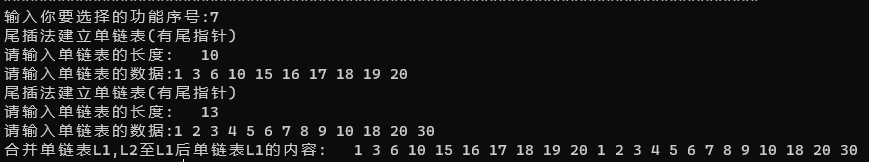 输入你要选择的功能序号:7
尾插法建立单链表(有尾指针)
请输入单链表的长度:  10
请输入单链表的数据:1 3 6 10 15 16 17 18 19 20
尾插法建立单链表(有尾指针)
请输入单链表的长度:  13
请输入单链表的数据:1 2 3 4 5 6 7 8 9 10 18 20 30
合并单链表L1,L2至L1后单链表L1的内容:  1 3 6 10 15 16 17 18 19 20 1 2 3 4 5 6 7 8 9 10 18 20 30